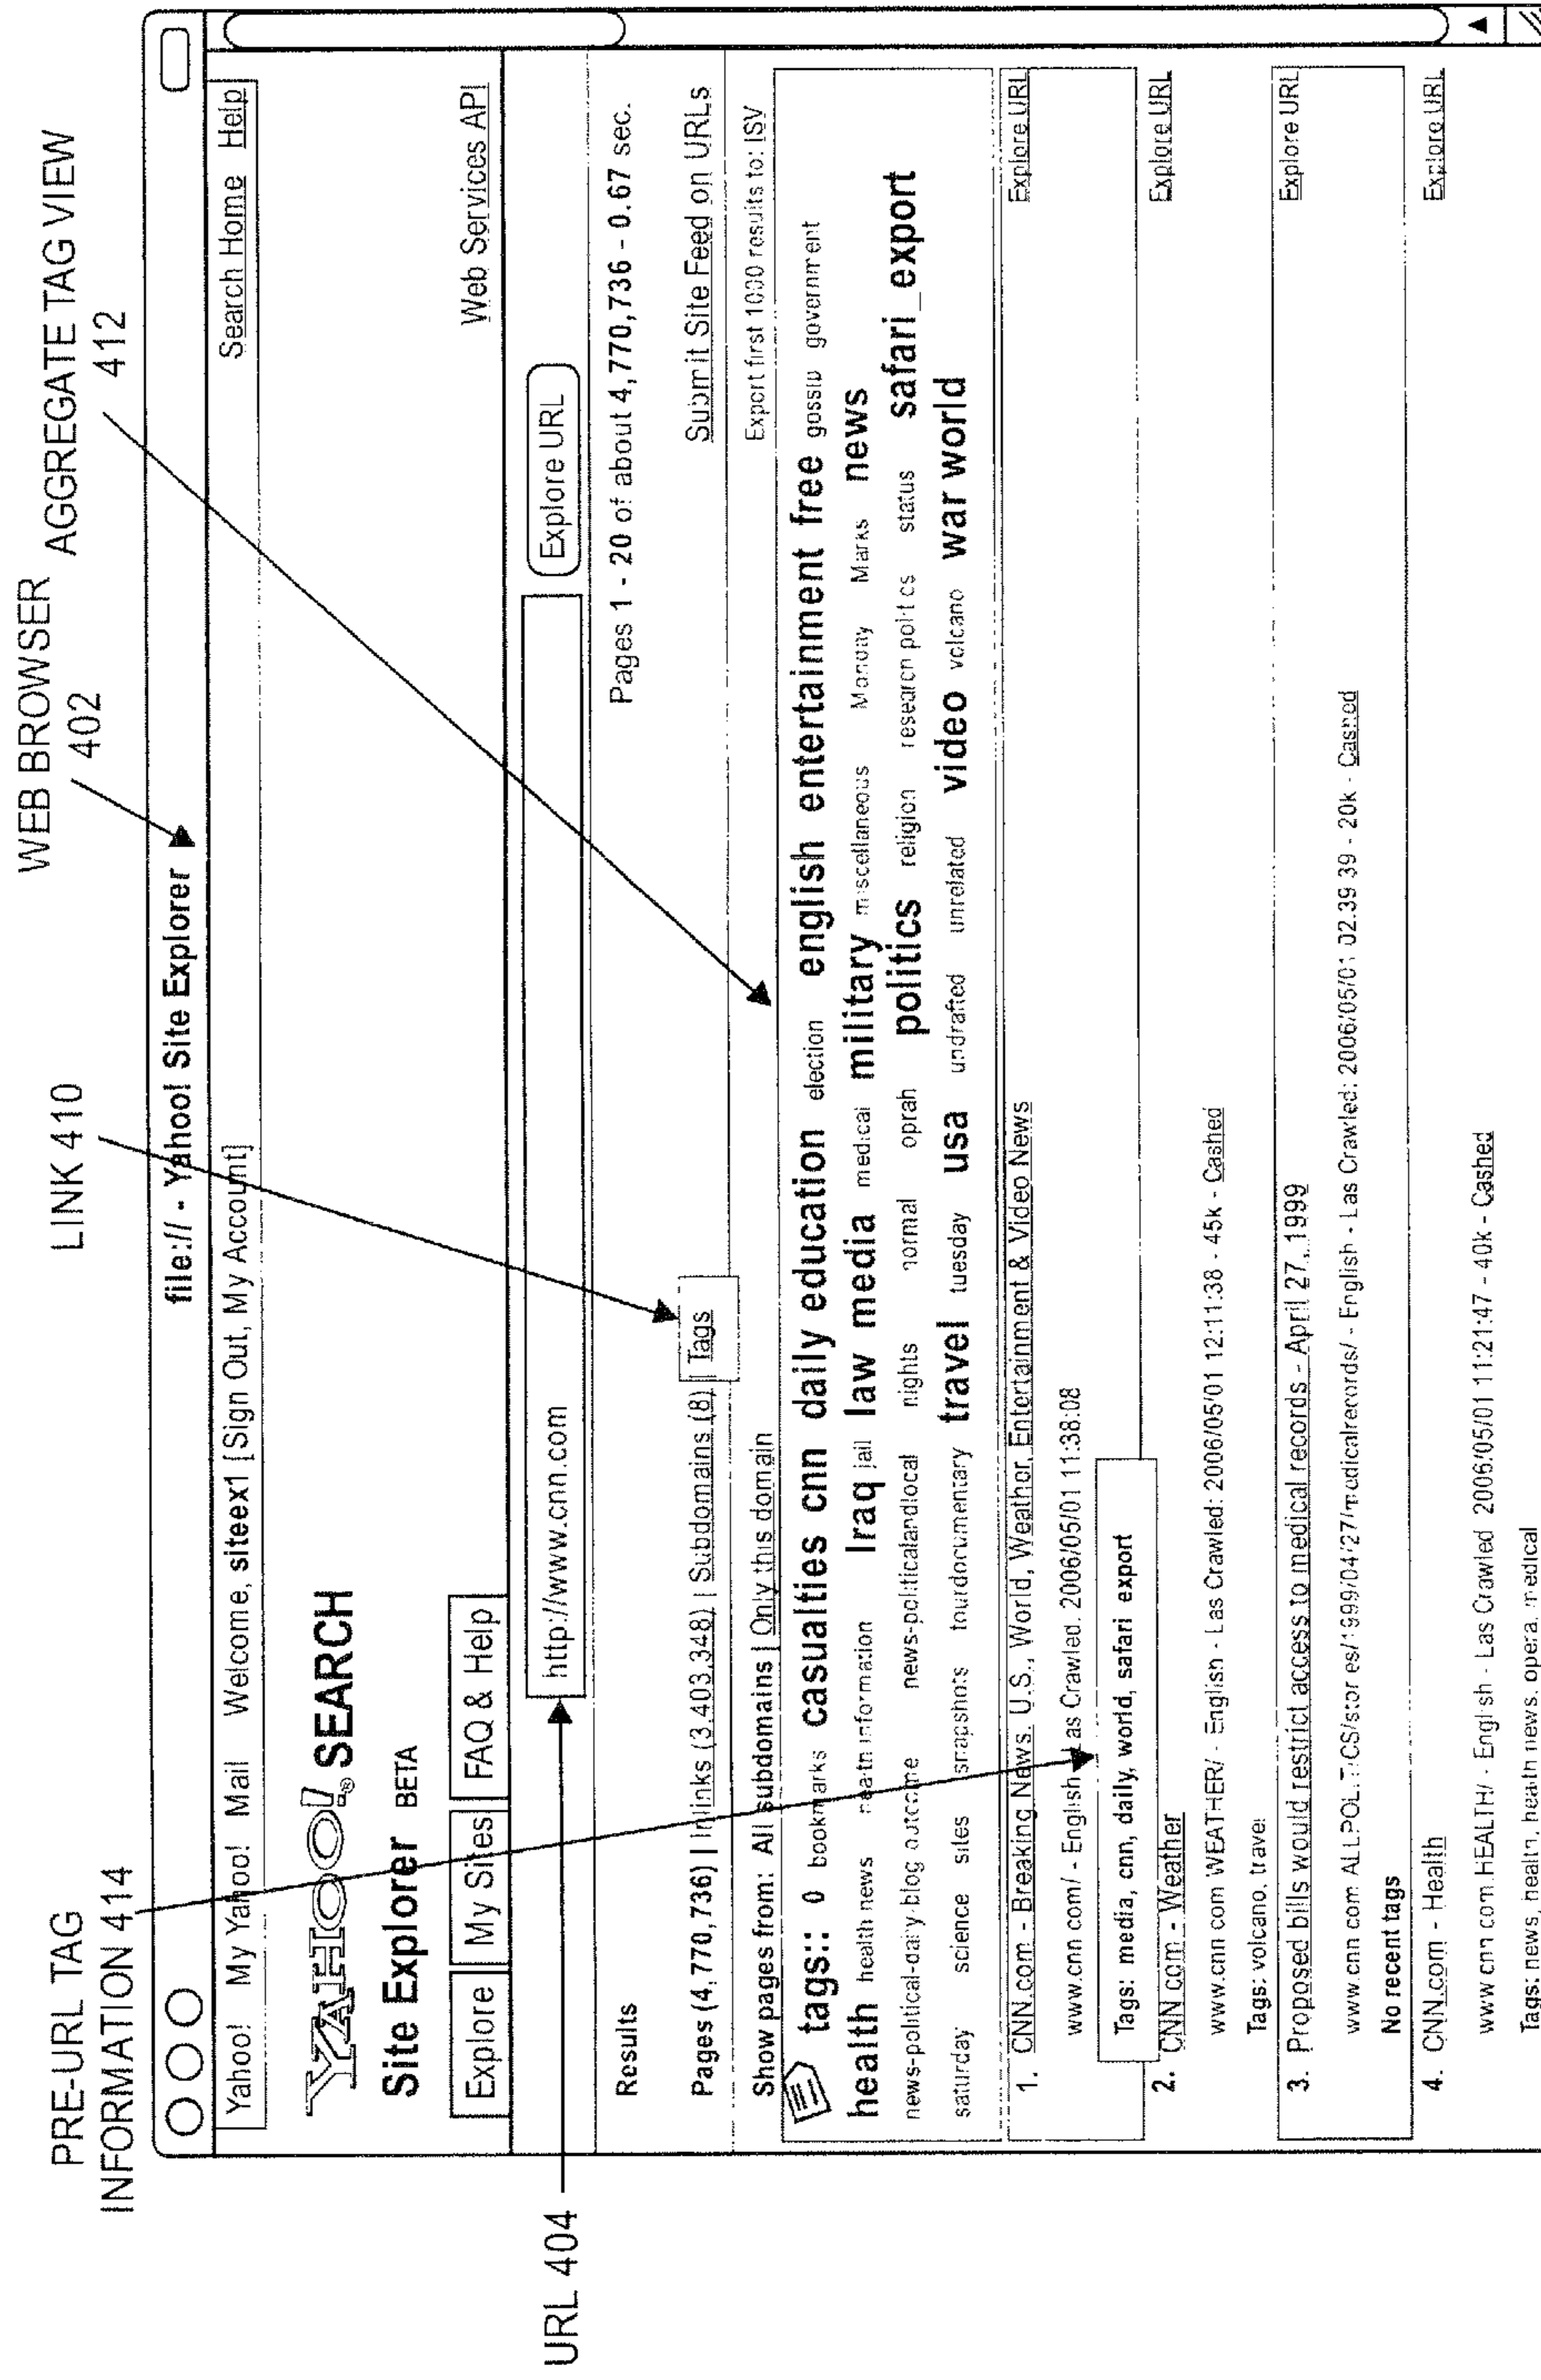 WEB BROWSER
402
AGGREGATE TAG VIEW
412
LINK 410
PRE-URL TAG
INFORMATION 414
URL 404
file:// - Yahoo! Site Explorer
Yahoo! My Yahoo! Mail Welcome, siteex1 [Sign Out, My Account] Search Home Help
YAHOO!® SEARCH
Site Explorer BETA
Web Services API
Explore My Sites FAQ & Help
http://www.cnn.com Explore URL
Results Pages 1 - 20 of about 4,770,736 - 0.67 sec.
Pages (4,770,736) | Inlinks (3.403.348) | Subdomains (8) | Tags Submit Site Feed on URLs
Show pages from: All subdomains | Only this domain Export first 1000 results to: ISV
tags:: 0 bookmarks casualties cnn daily education election english entertainment free gossip government
health health news health information Iraq jail law media medical military miscellaneous Monday Marks news
news-political-dairy-blog outcome news-politicalandlocal nights normal oprah politics religion research politics status safari_export
saturday science sites snapshots tourdocumentary travel tuesday usa undrafted unrelated video volcano war world
1. CNN.com - Breaking News U.S., World, Weather, Entertainment & Video News Explore URL
www.cnn com/ - English - Las Crawled. 2006/05/01 11:38:08
Tags: media, cnn, daily, world, safari export
2. CNN com - Weather Explore URL
www.cnn com WEATHER/ - English - Las Crawled: 2006/05/01 12:11:38 - 45k - Cashed
Tags: volcano, travel
3. Proposed bills would restrict access to medical records - April 27, 1999 Explore URL
www.cnn com ALLPOLITICS/stories/1999/04/27/medicalrecords/ - English - Las Crawled: 2006/05/01 02.39 39 - 20k - Cashed
No recent tags
4. CNN.com - Health Explore URL
www cnn com.HEALTH/ - English - Las Crawled 2006/05/01 11:21:47 - 40k - Cashed
Tags: news, health, health news, opera, medical